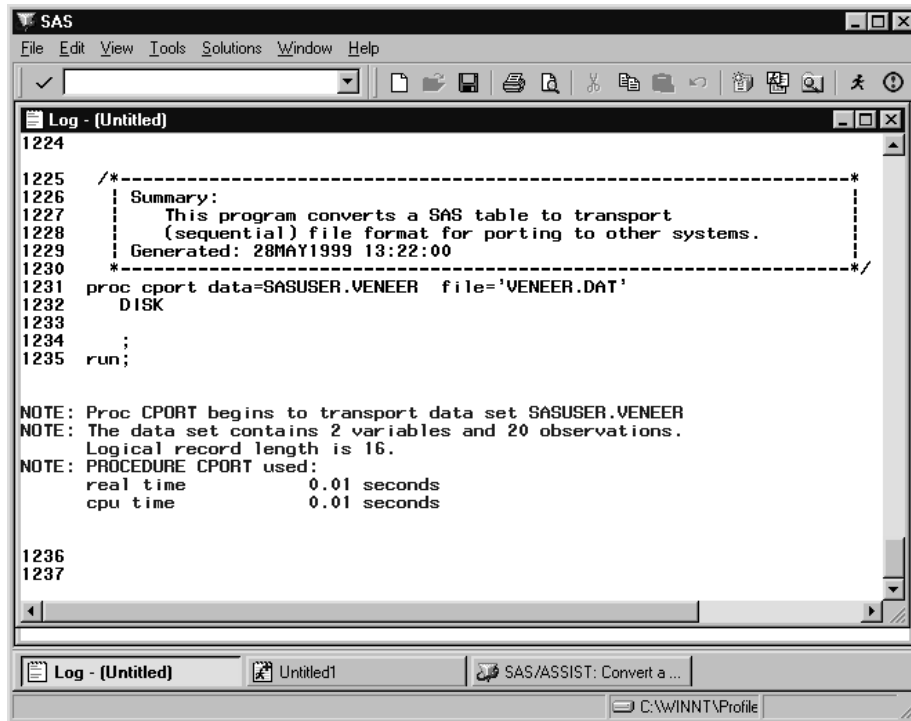 SAS
File Edit View Tools Solutions Window Help
Log - (Untitled)
1224
1225 /*--------------------------------------------------------------------*
1226 | Summary: |
1227 | This program converts a SAS table to transport |
1228 | (sequential) file format for porting to other systems. |
1229 | Generated: 28MAY1999 13:22:00 |
1230 *--------------------------------------------------------------------*/
1231 proc cport data=SASUSER.VENEER file='VENEER.DAT'
1232 DISK
1233
1234 ;
1235 run;
NOTE: Proc CPORT begins to transport data set SASUSER.VENEER
NOTE: The data set contains 2 variables and 20 observations.
Logical record length is 16.
NOTE: PROCEDURE CPORT used:
real time 0.01 seconds
cpu time 0.01 seconds
1236
1237
Log - (Untitled) Untitled1 SAS/ASSIST: Convert a ...
C:\WINNT\Profile